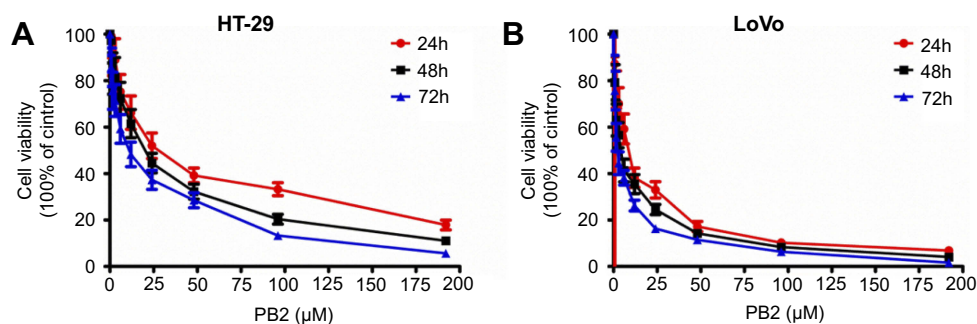 A
HT-29
100
80
60
40
20
0
Cell viability
(100% of cintrol)
24h
48h
72h
0 25 50 75 100 125 150 175 200
PB2 (µM)
B
LoVo
100
80
60
40
20
0
Cell viability
(100% of cintrol)
24h
48h
72h
0 25 50 75 100 125 150 175 200
PB2 (µM)